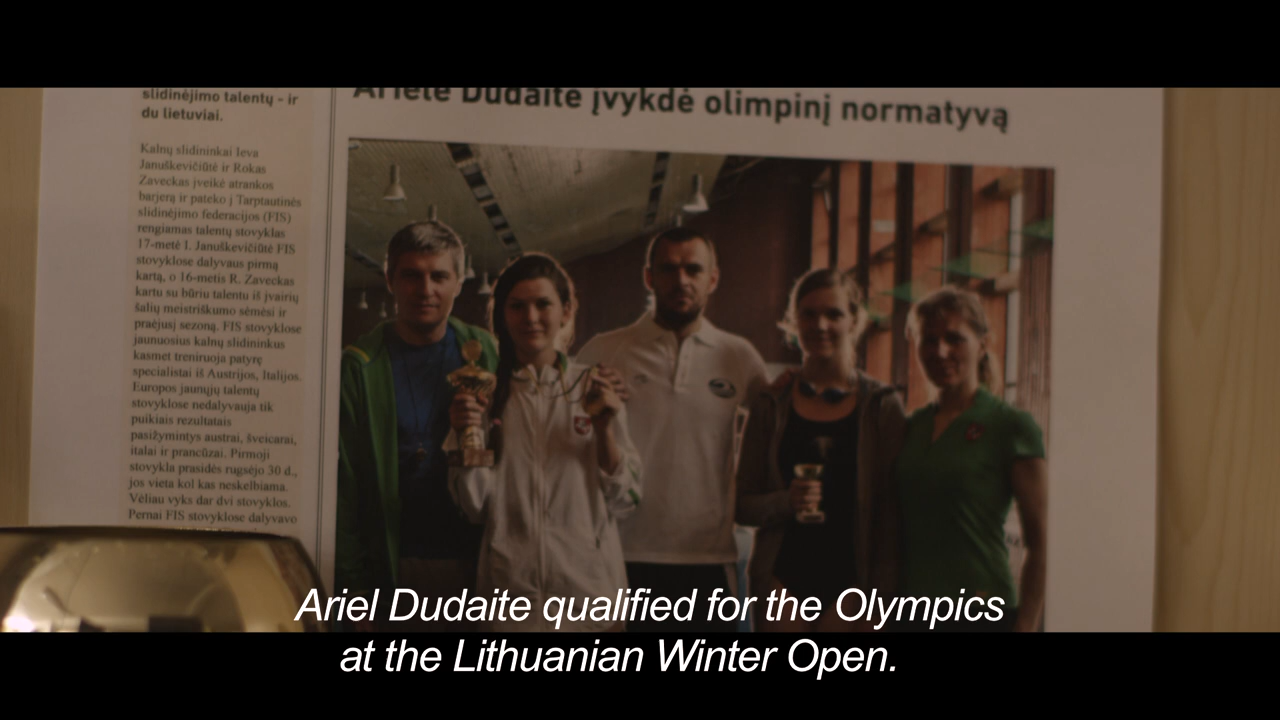 slidinėjimo talentų - ir
du lietuviai.
Kalnų slidininkai Ieva
Januškevičiūtė ir Rokas
Zaveckas įveikė atrankos
barjerą ir pateko į Tarptautinės
slidinėjimo federacijos (FIS)
rengiamas talentų stovyklas
17-metė I. Januškevičiūtė FIS
stovyklose dalyvaus pirmą
kartą, o 16-metis R. Zaveckas
kartu su būriu talentu iš įvairių
šalių meistriškumo sėmėsi ir
praėjusį sezoną. FIS stovyklose
jaunuosius kalnų slidininkus
kasmet treniruoja patyrę
specialistai iš Austrijos, Italijos.
Europos jaunųjų talentų
stovyklose nedalyvauja tik
puikiais rezultatais
pasižymintys austrai, šveicarai,
italai ir prancūzai. Pirmoji
stovykla prasidės rugsėjo 30 d.,
jos vieta kol kas neskelbiama.
Vėliau vyks dar dvi stovyklos.
Pernai FIS stovyklose dalyvavo
Arielė Dudaitė įvykdė olimpinį normatyvą
Ariel Dudaite qualified for the Olympics
at the Lithuanian Winter Open.